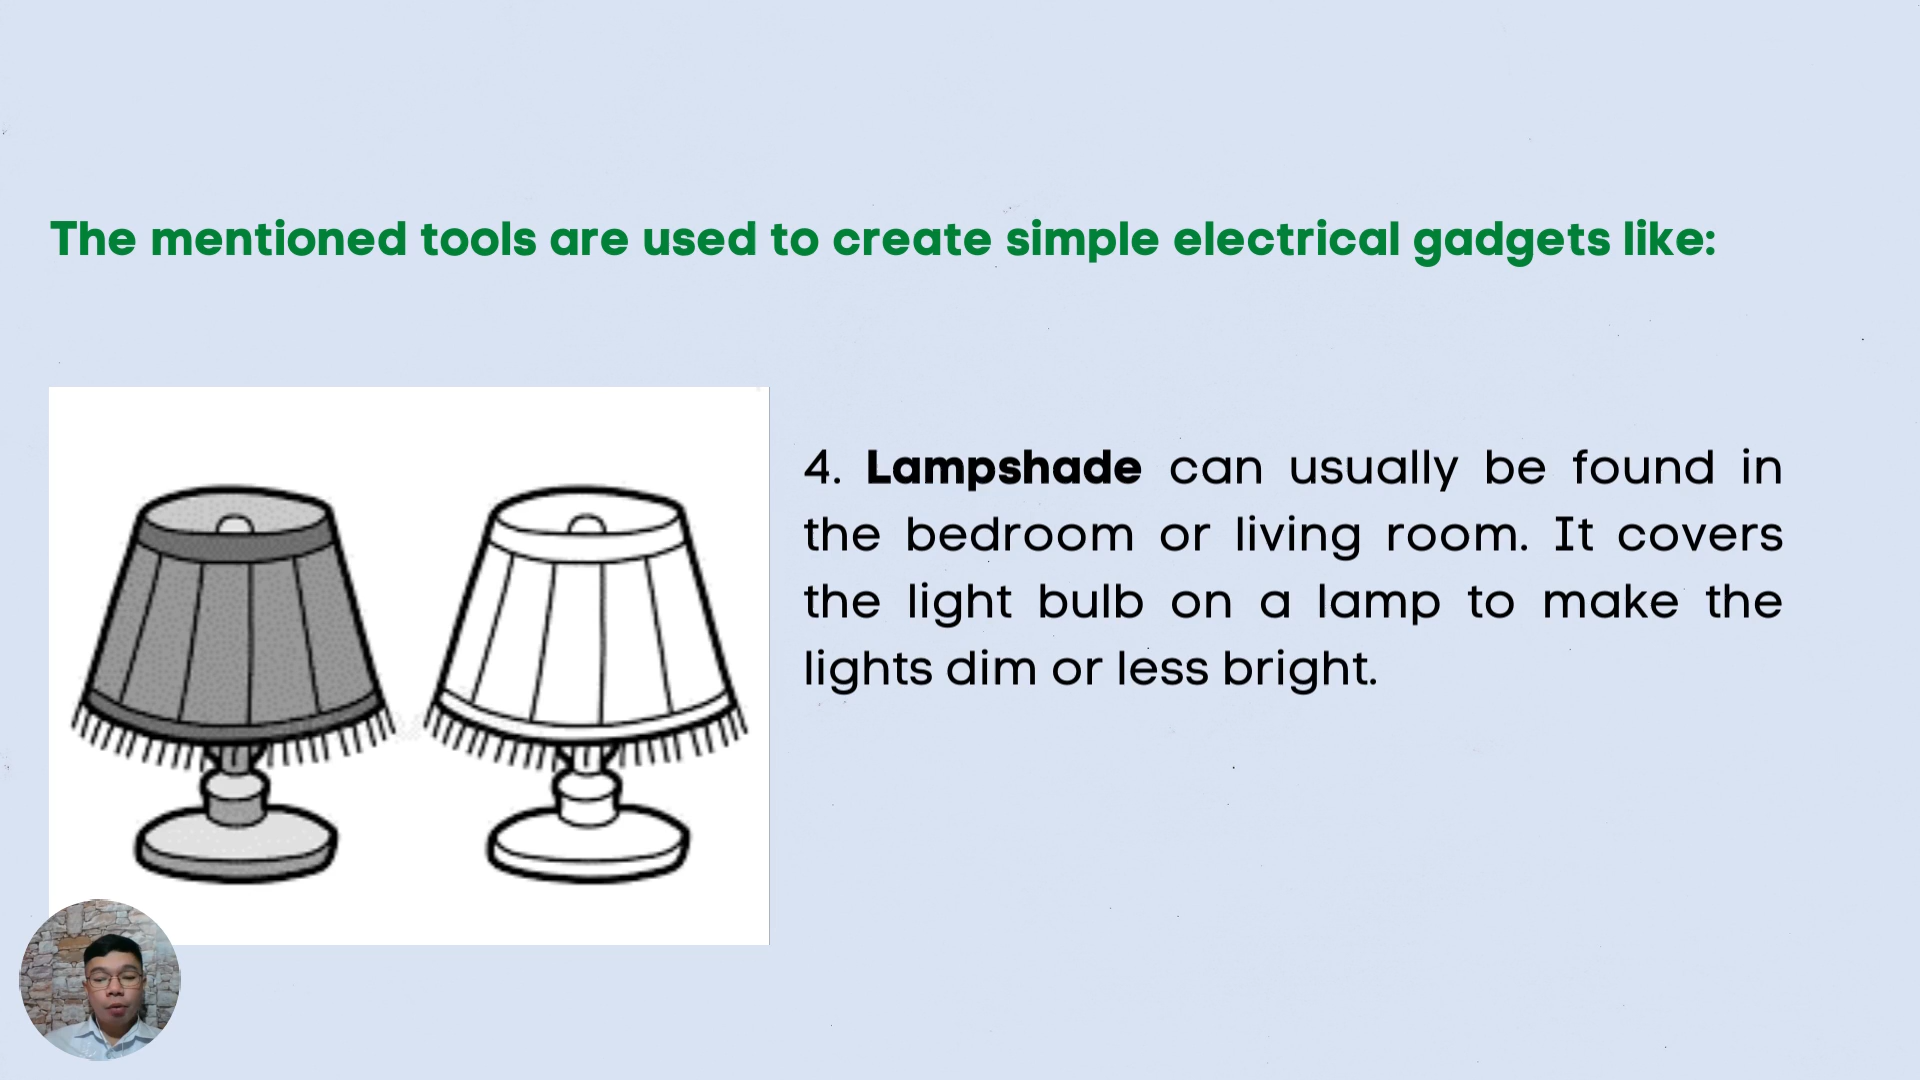 The mentioned tools are used to create simple electrical gadgets like:
4. Lampshade can usually be found in
the bedroom or living room. It covers
the light bulb on a lamp to make the
lights dim or less bright.